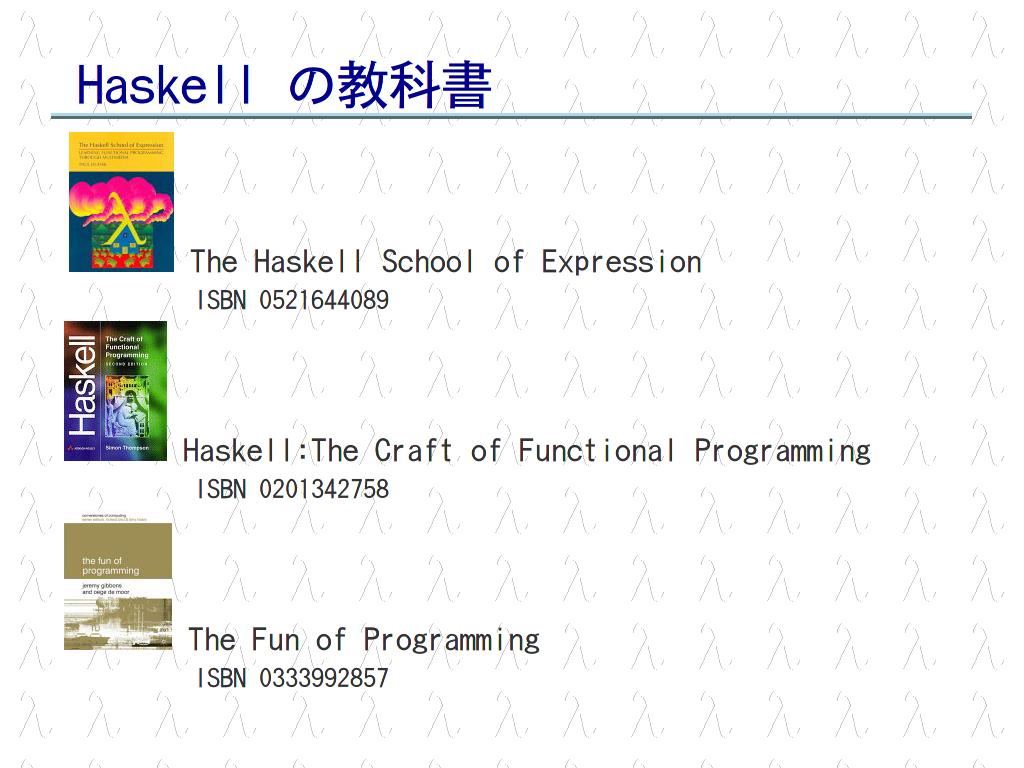 Haskell の教科書
The Haskell School of Expression
LEARNING FUNCTIONAL PROGRAMMING
THROUGH MULTIMEDIA
PAUL HUDAK
The Haskell School of Expression
ISBN 0521644089
Haskell
The Craft of
Functional
Programming
SECOND EDITION
Simon Thompson
Haskell:The Craft of Functional Programming
ISBN 0201342758
cornerstones of computing
the fun of
programming
jeremy gibbons
and oege de moor
The Fun of Programming
ISBN 0333992857